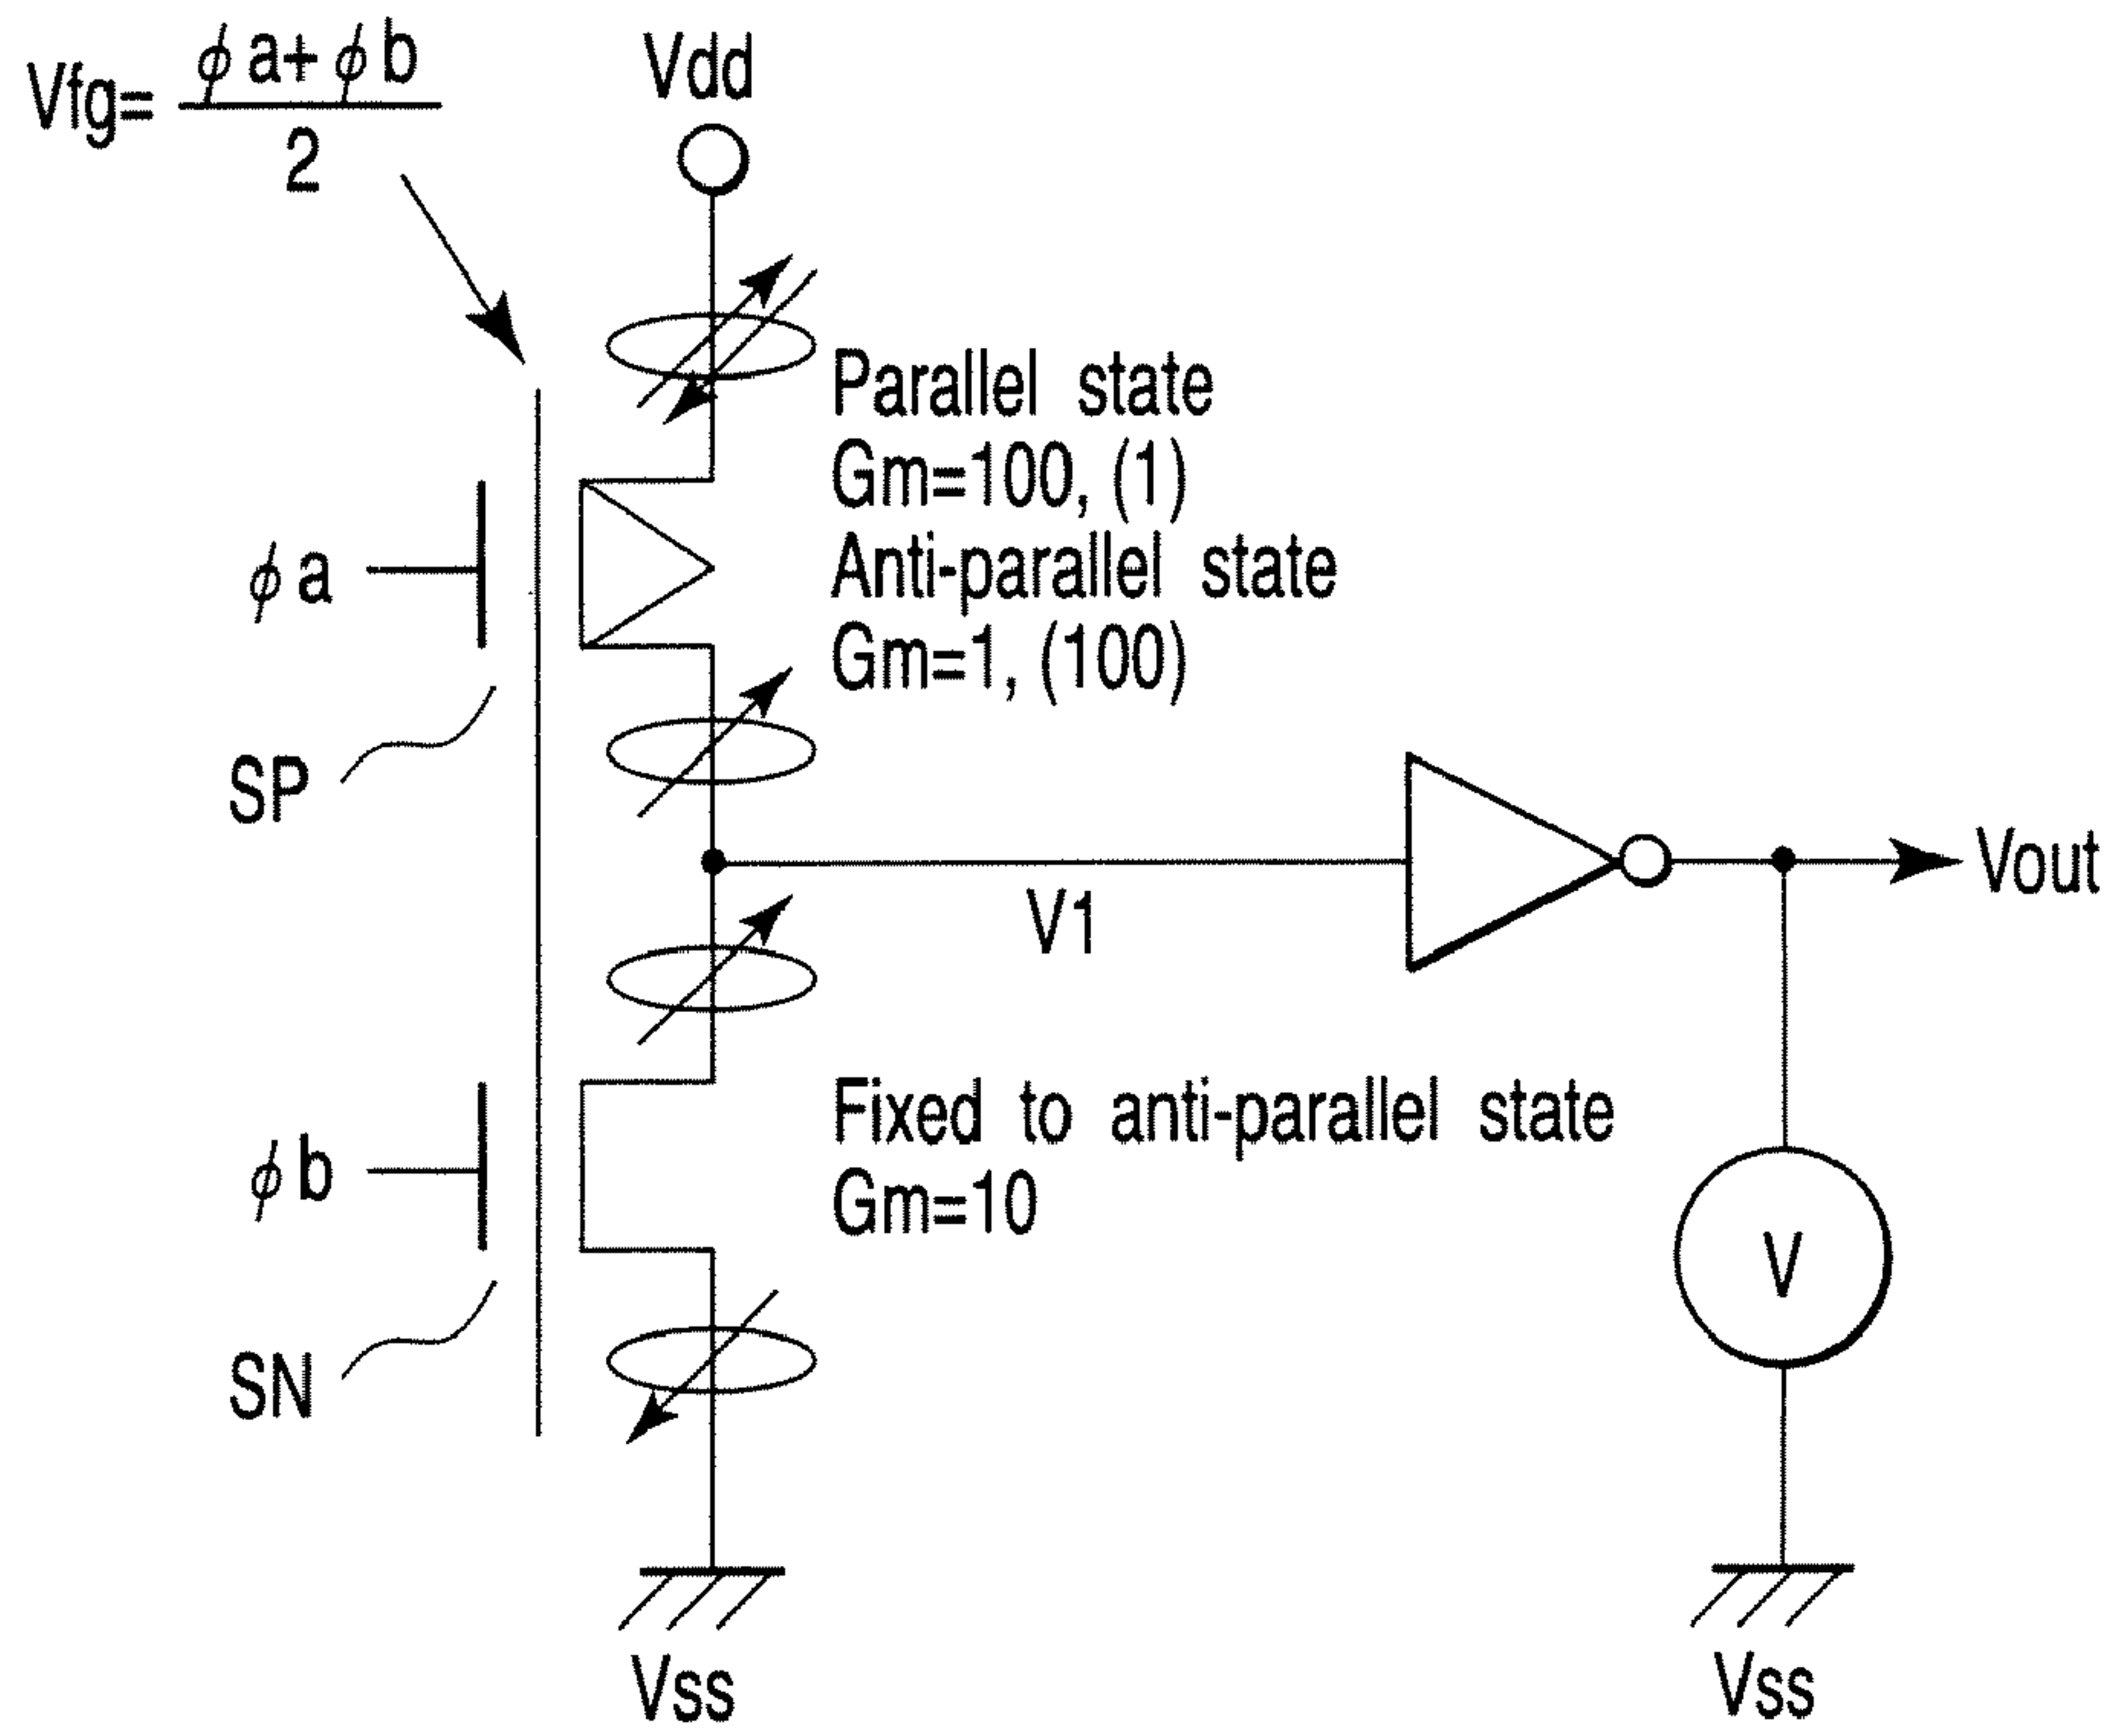 Vfg= ϕa+ϕb
2
Vdd
Parallel state
Gm=100, (1)
Anti-parallel state
Gm=1, (100)
ϕa
SP
V1
Vout
Fixed to anti-parallel state
Gm=10
ϕb
V
SN
Vss
Vss